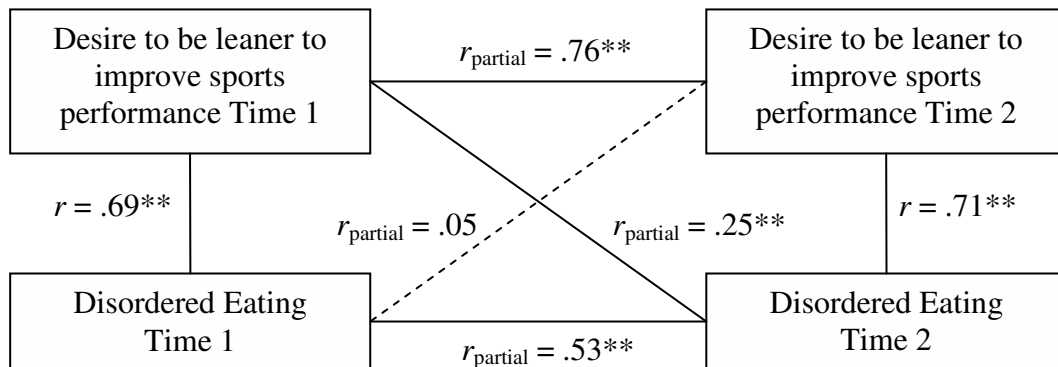 Desire to be leaner to
improve sports
performance Time 1
r_partial = .76**
Desire to be leaner to
improve sports
performance Time 2
r = .69**
r_partial = .05
r_partial = .25**
r = .71**
Disordered Eating
Time 1
r_partial = .53**
Disordered Eating
Time 2